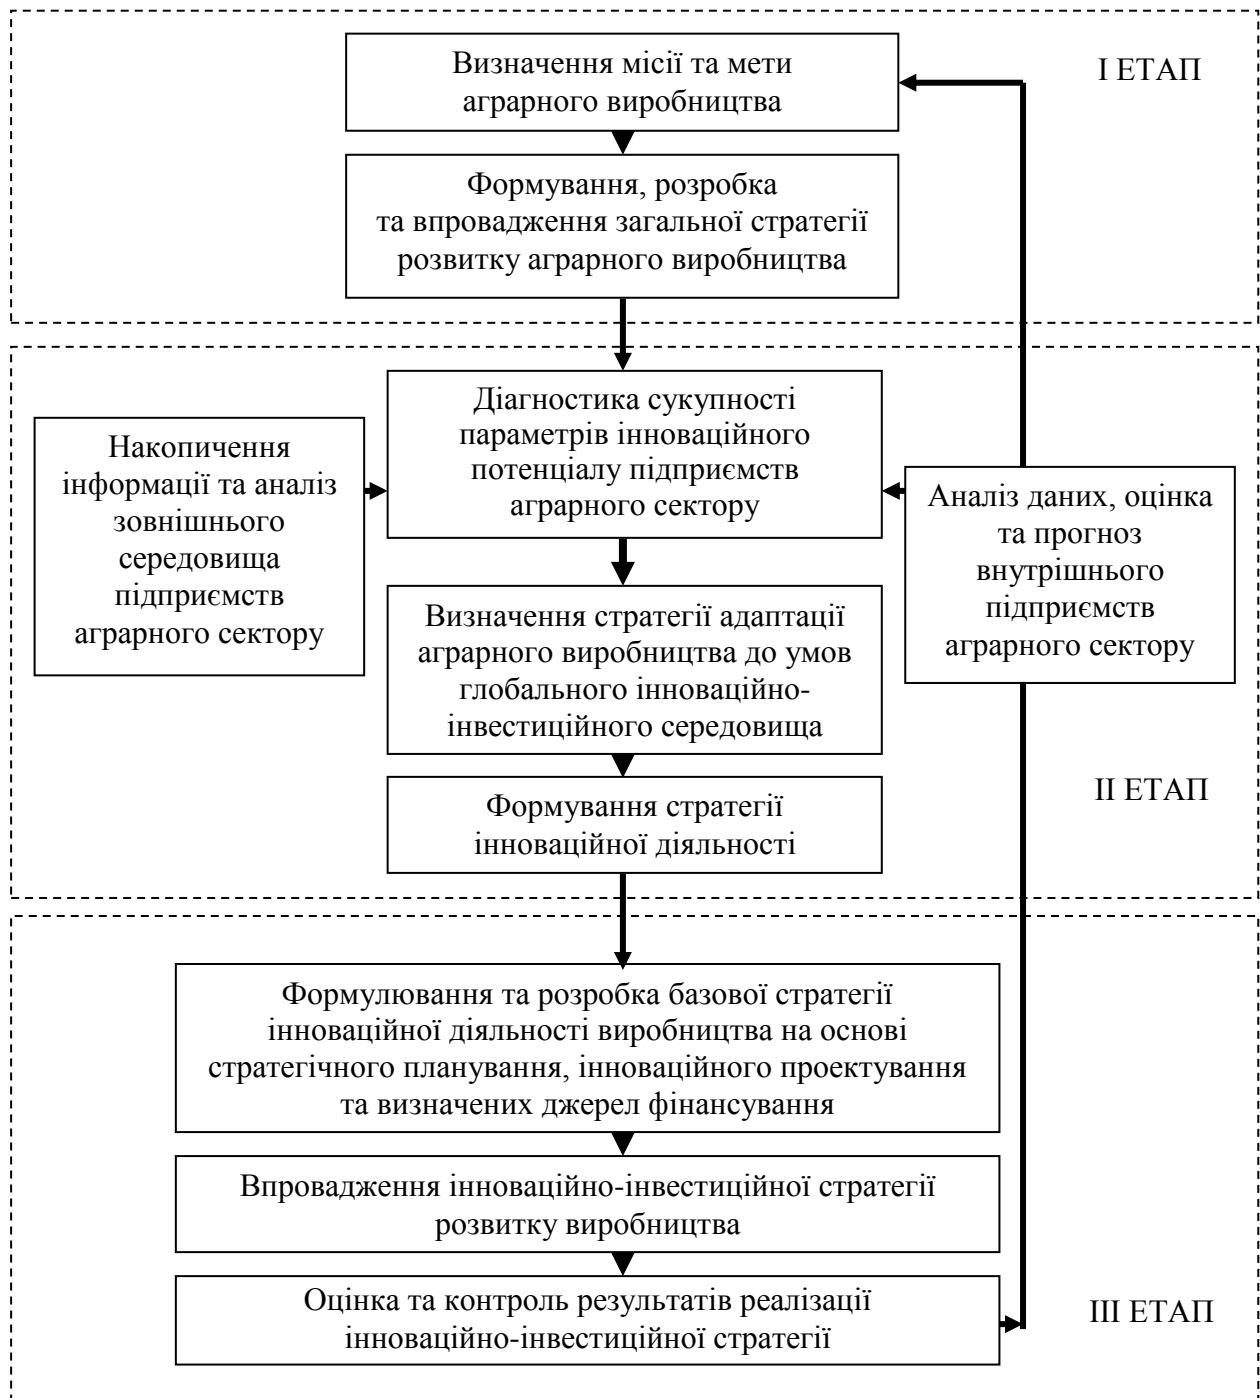 Визначення місії та мети
аграрного виробництва
І ЕТАП
Формування, розробка
та впровадження загальної стратегії
розвитку аграрного виробництва
Накопичення
інформації та аналіз
зовнішнього
середовища
підприємств
аграрного сектору
Діагностика сукупності
параметрів інноваційного
потенціалу підприємств
аграрного сектору
Аналіз даних, оцінка
та прогноз
внутрішнього
підприємств
аграрного сектору
Визначення стратегії адаптації
аграрного виробництва до умов
глобального інноваційно-
інвестиційного середовища
ІІ ЕТАП
Формування стратегії
інноваційної діяльності
Формулювання та розробка базової стратегії
інноваційної діяльності виробництва на основі
стратегічного планування, інноваційного проектування
та визначених джерел фінансування
Впровадження інноваційно-інвестиційної стратегії
розвитку виробництва
Оцінка та контроль результатів реалізації
інноваційно-інвестиційної стратегії
ІІІ ЕТАП